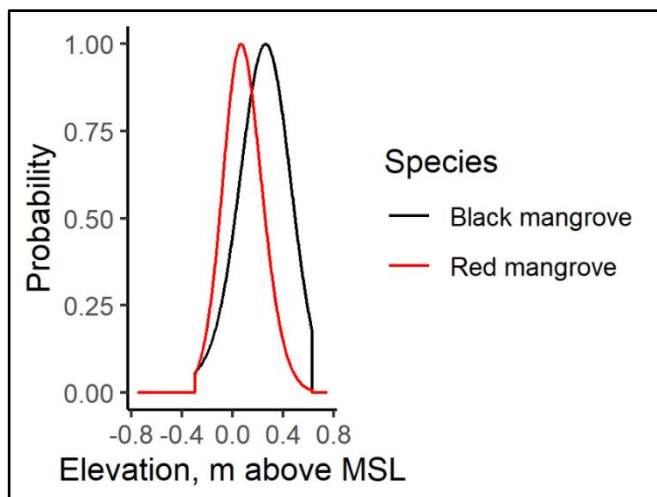 1.00
0.75
0.50
0.25
0.00
Probability
-0.8 -0.4 0.0 0.4 0.8
Elevation, m above MSL
Species
Black mangrove
Red mangrove